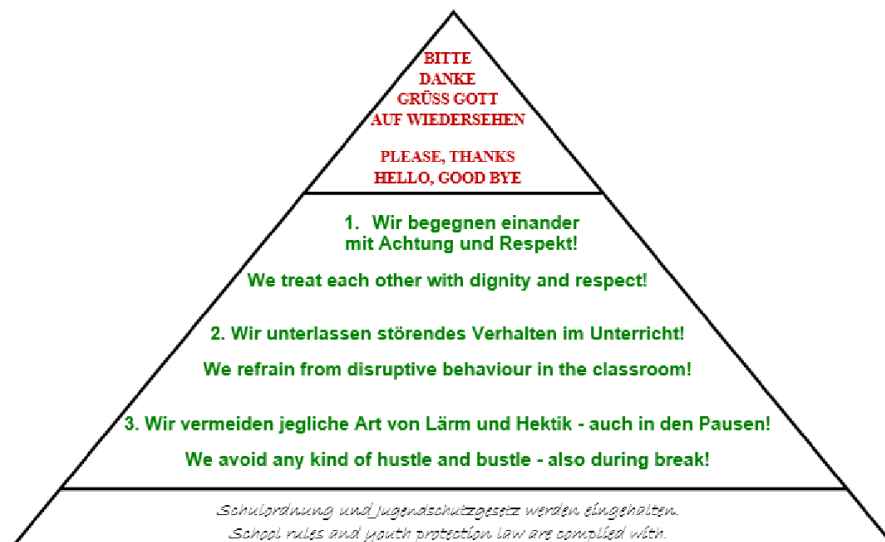 BITTE
DANKE
GRÜSS GOTT
AUF WIEDERSEHEN
PLEASE, THANKS
HELLO, GOOD BYE
1. Wir begegnen einander
mit Achtung und Respekt!
We treat each other with dignity and respect!
2. Wir unterlassen störendes Verhalten im Unterricht!
We refrain from disruptive behaviour in the classroom!
3. Wir vermeiden jegliche Art von Lärm und Hektik - auch in den Pausen!
We avoid any kind of hustle and bustle - also during break!
Schulordnung und Jugendschutzgesetz werden eingehalten.
School rules and youth protection law are complied with.